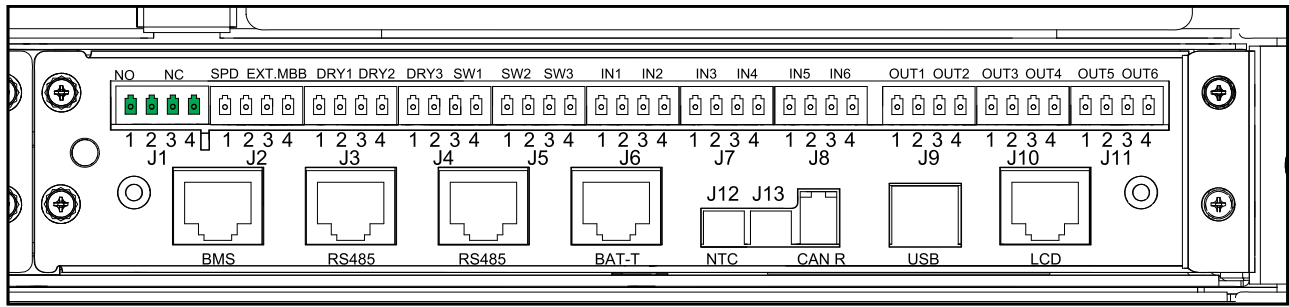 NO NC SPD EXT.MBB DRY1 DRY2 DRY3 SW1 SW2 SW3 IN1 IN2 IN3 IN4 IN5 IN6 OUT1 OUT2 OUT3 OUT4 OUT5 OUT6
1 2 3 4 1 2 3 4 1 2 3 4 1 2 3 4 1 2 3 4 1 2 3 4 1 2 3 4 1 2 3 4 1 2 3 4 1 2 3 4 1 2 3 4
J1 J2 J3 J4 J5 J6 J7 J8 J9 J10 J11
J12 J13
BMS RS485 RS485 BAT-T NTC CAN R USB LCD